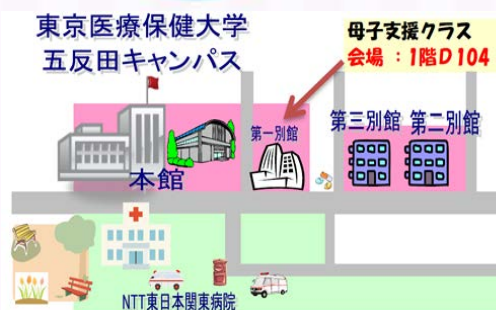 東京医療保健大学
五反田キャンパス
母子支援クラス
会場 : 1階D104
第一別館
第三別館
第二別館
本館
NTT東日本関東病院